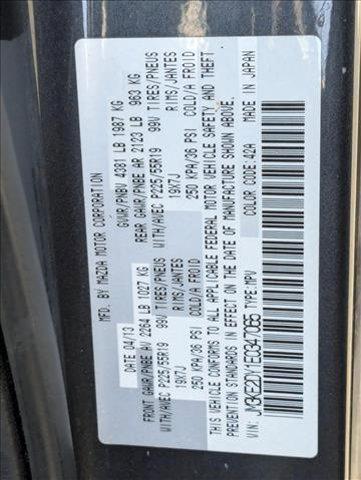 MFD. BY MAZDA MOTOR CORPORATION
DATE 04/13
GVWR/PNBV 4381 LB 1987 KG
FRONT GAWR/PNBE AV 2264 LB 1027 KG
REAR GAWR/PNBE AR 2123 LB 963 KG
WITH/AVEC P225/55R19 99V TIRES/PNEUS
WITH/AVEC P225/55R19 99V TIRES/PNEUS
19X7J RIMS/JANTES
19X7J RIMS/JANTES
250 KPA/36 PSI COLD/A FROID
250 KPA/36 PSI COLD/A FROID
THIS VEHICLE CONFORMS TO ALL APPLICABLE FEDERAL MOTOR VEHICLE SAFETY AND THEFT
PREVENTION STANDARDS IN EFFECT ON THE DATE OF MANUFACTURE SHOWN ABOVE.
VIN: JM3KE2DY1E0347065 TYPE:MPV
COLOR CODE:42A MADE IN JAPAN